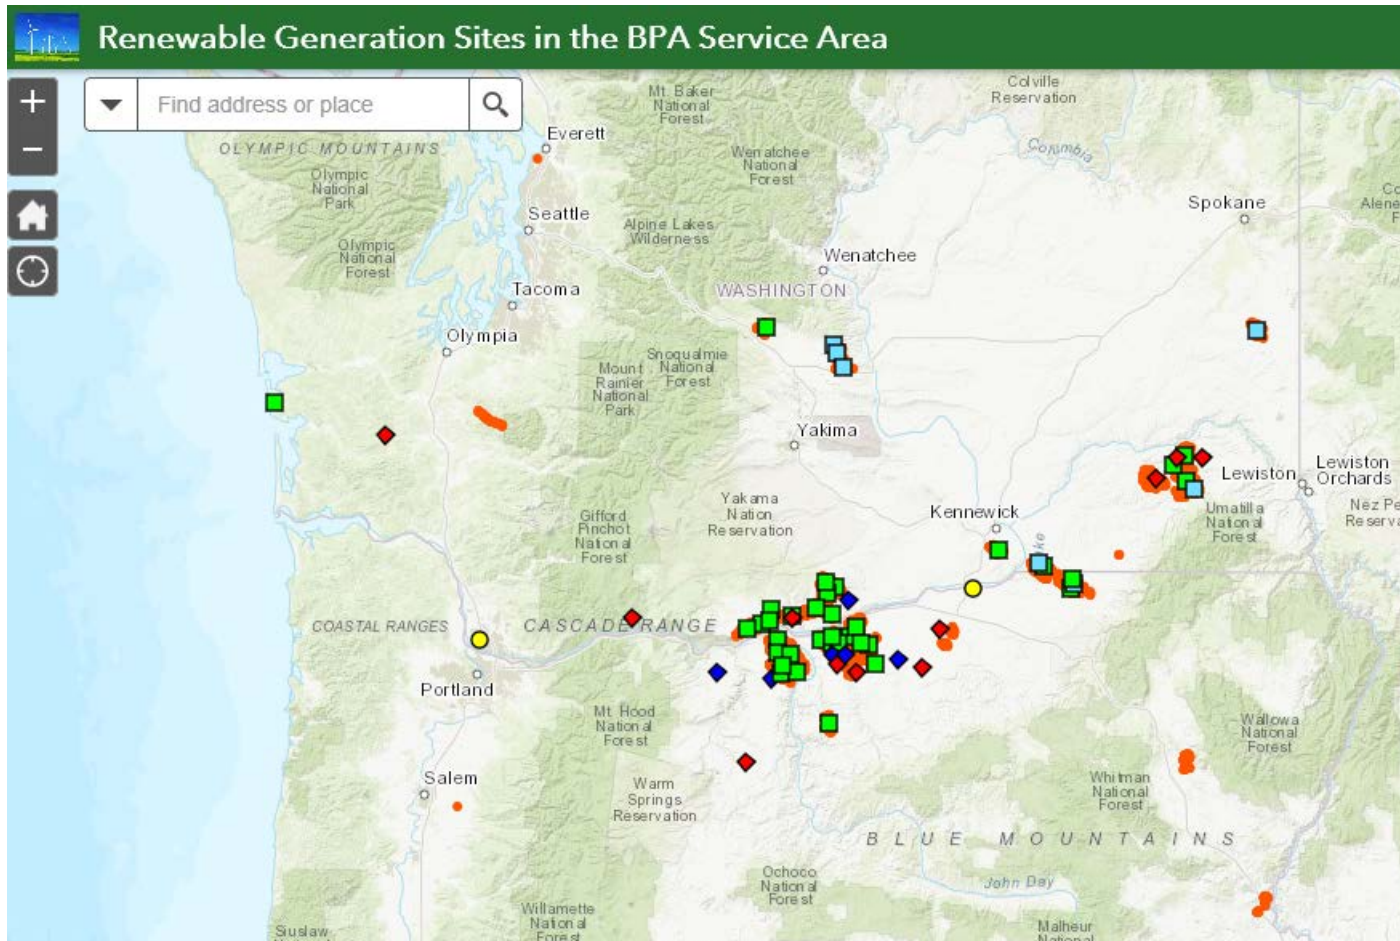 Renewable Generation Sites in the BPA Service Area
+
Find address or place
−
Colville
Reservation
Mt. Baker
National
Forest
Everett
OLYMPIC MOUNTAINS
Columbia
Wenatchee
National
Forest
Olympic
National
Park
Spokane
Seattle
Alpine Lakes
Wilderness
Olympic
National
Forest
Wenatchee
Tacoma
WASHINGTON
Olympia
Snoqualmie
National
Forest
Mount
Rainier
National
Park
Yakima
Lewiston
Lewiston
Orchards
Yakama
Nation
Reservation
Kennewick
Umatilla
National
Forest
Gifford
Pinchot
National
Forest
COASTAL RANGES
CASCADE RANGE
Portland
Mt. Hood
National
Forest
Wallowa
National
Forest
Salem
Warm
Springs
Reservation
Whitman
National
Forest
BLUE MOUNTAINS
Ochoco
National
Forest
John Day
Willamette
National
Forest
Malheur
National
Siuslaw